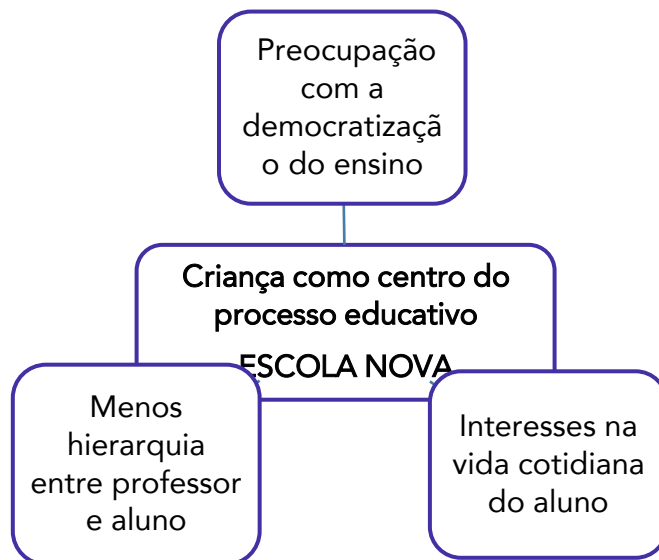 Preocupação
com a
democratizaçã
o do ensino
Criança como centro do
processo educativo
ESCOLA NOVA
Menos
hierarquia
entre professor
e aluno
Interesses na
vida cotidiana
do aluno